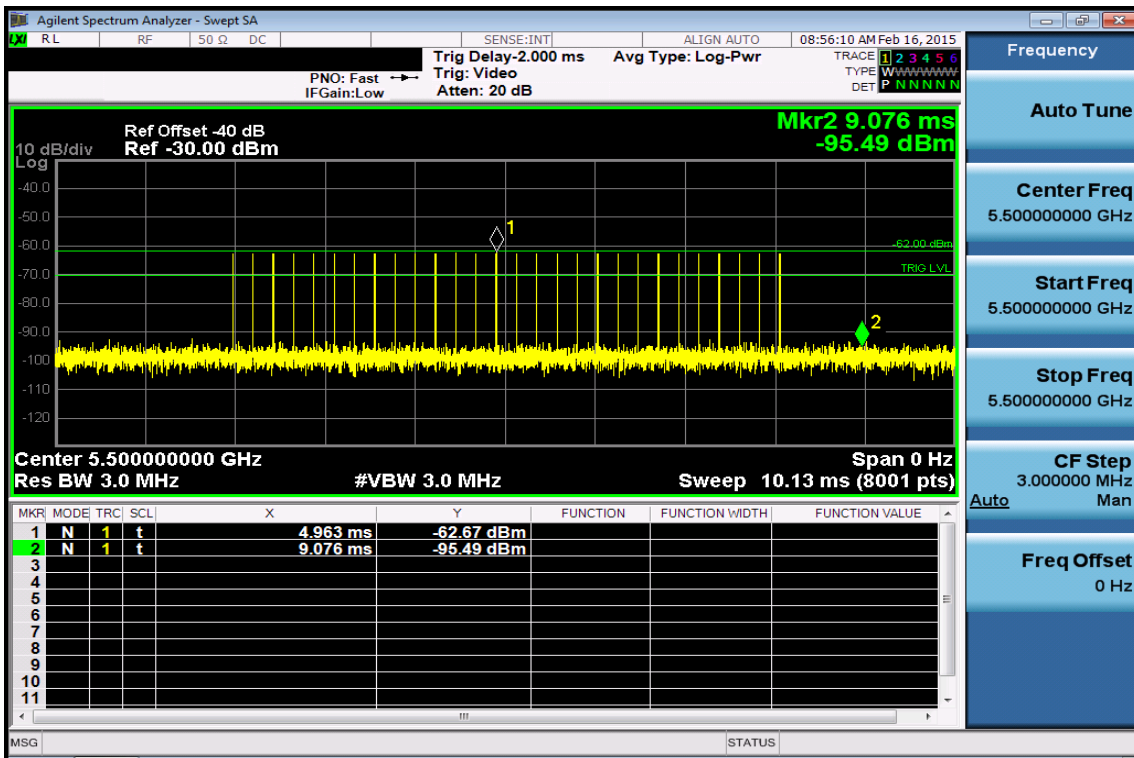 Agilent Spectrum Analyzer - Swept SA
LXI RL RF 50 Ω DC SENSE:INT ALIGN AUTO 08:56:10 AM Feb 16, 2015
PNO: Fast IFGain:Low
Trig Delay-2.000 ms
Trig: Video
Atten: 20 dB
Avg Type: Log-Pwr
TRACE 1 2 3 4 5 6
TYPE WWWWWWW
DET P N N N N N
Mkr2 9.076 ms
-95.49 dBm
Ref Offset -40 dB
10 dB/div Ref -30.00 dBm
Log
-40.0
-50.0
-60.0
-70.0
-80.0
-90.0
-100
-110
-120
1
-62.00 dBm
TRIG LVL
2
Center 5.500000000 GHz Span 0 Hz
Res BW 3.0 MHz #VBW 3.0 MHz Sweep 10.13 ms (8001 pts)
MKR MODE TRC SCL X Y FUNCTION FUNCTION WIDTH FUNCTION VALUE
1 N 1 t 4.963 ms -62.67 dBm
2 N 1 t 9.076 ms -95.49 dBm
3
4
5
6
7
8
9
10
11
MSG STATUS
Frequency
Auto Tune
Center Freq
5.500000000 GHz
Start Freq
5.500000000 GHz
Stop Freq
5.500000000 GHz
CF Step
3.000000 MHz
Auto Man
Freq Offset
0 Hz